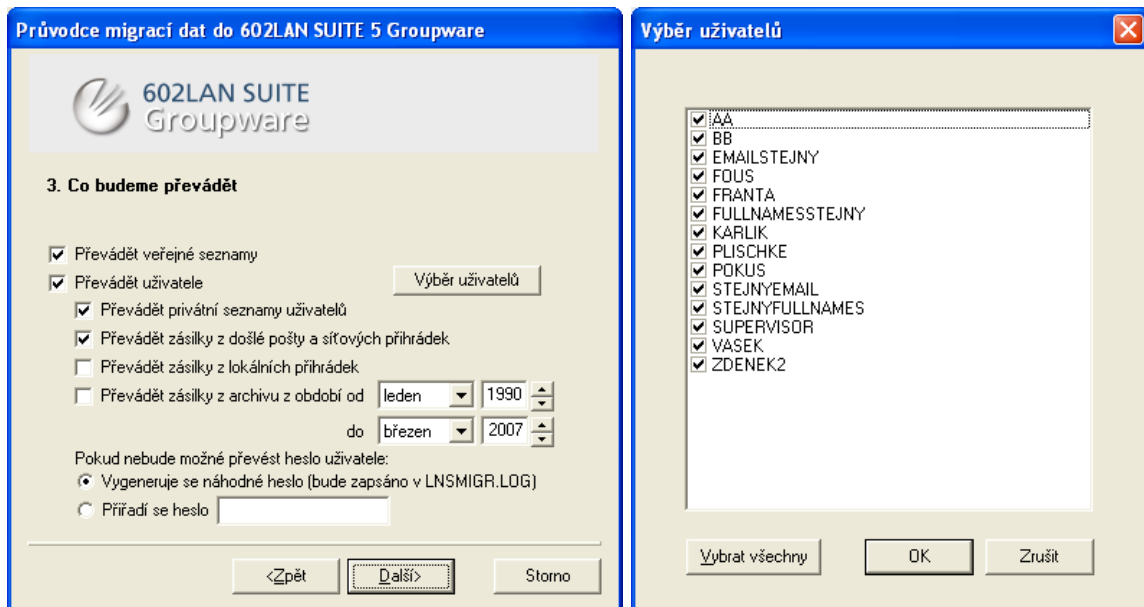 Průvodce migrací dat do 602LAN SUITE 5 Groupware
602LAN SUITE
Groupware
3. Co budeme převádět
Převádět veřejné seznamy
Převádět uživatele
Výběr uživatelů
Převádět privátní seznamy uživatelů
Převádět zásilky z došlé pošty a síťových přihrádek
Převádět zásilky z lokálních přihrádek
Převádět zásilky z archivu z období od leden 1990
do březen 2007
Pokud nebude možné převést heslo uživatele:
Vygeneruje se náhodné heslo (bude zapsáno v LNSMIGR.LOG)
Přiřadí se heslo
<Zpět
Další>
Storno
Výběr uživatelů
AA
BB
EMAILSTEJNY
FOUS
FRANTA
FULLNAMESSTEJNY
KARLIK
PLISCHKE
POKUS
STEJNYEMAIL
STEJNYFULLNAMES
SUPERVISOR
VASEK
ZDENEK2
Vybrat všechny
OK
Zrušit